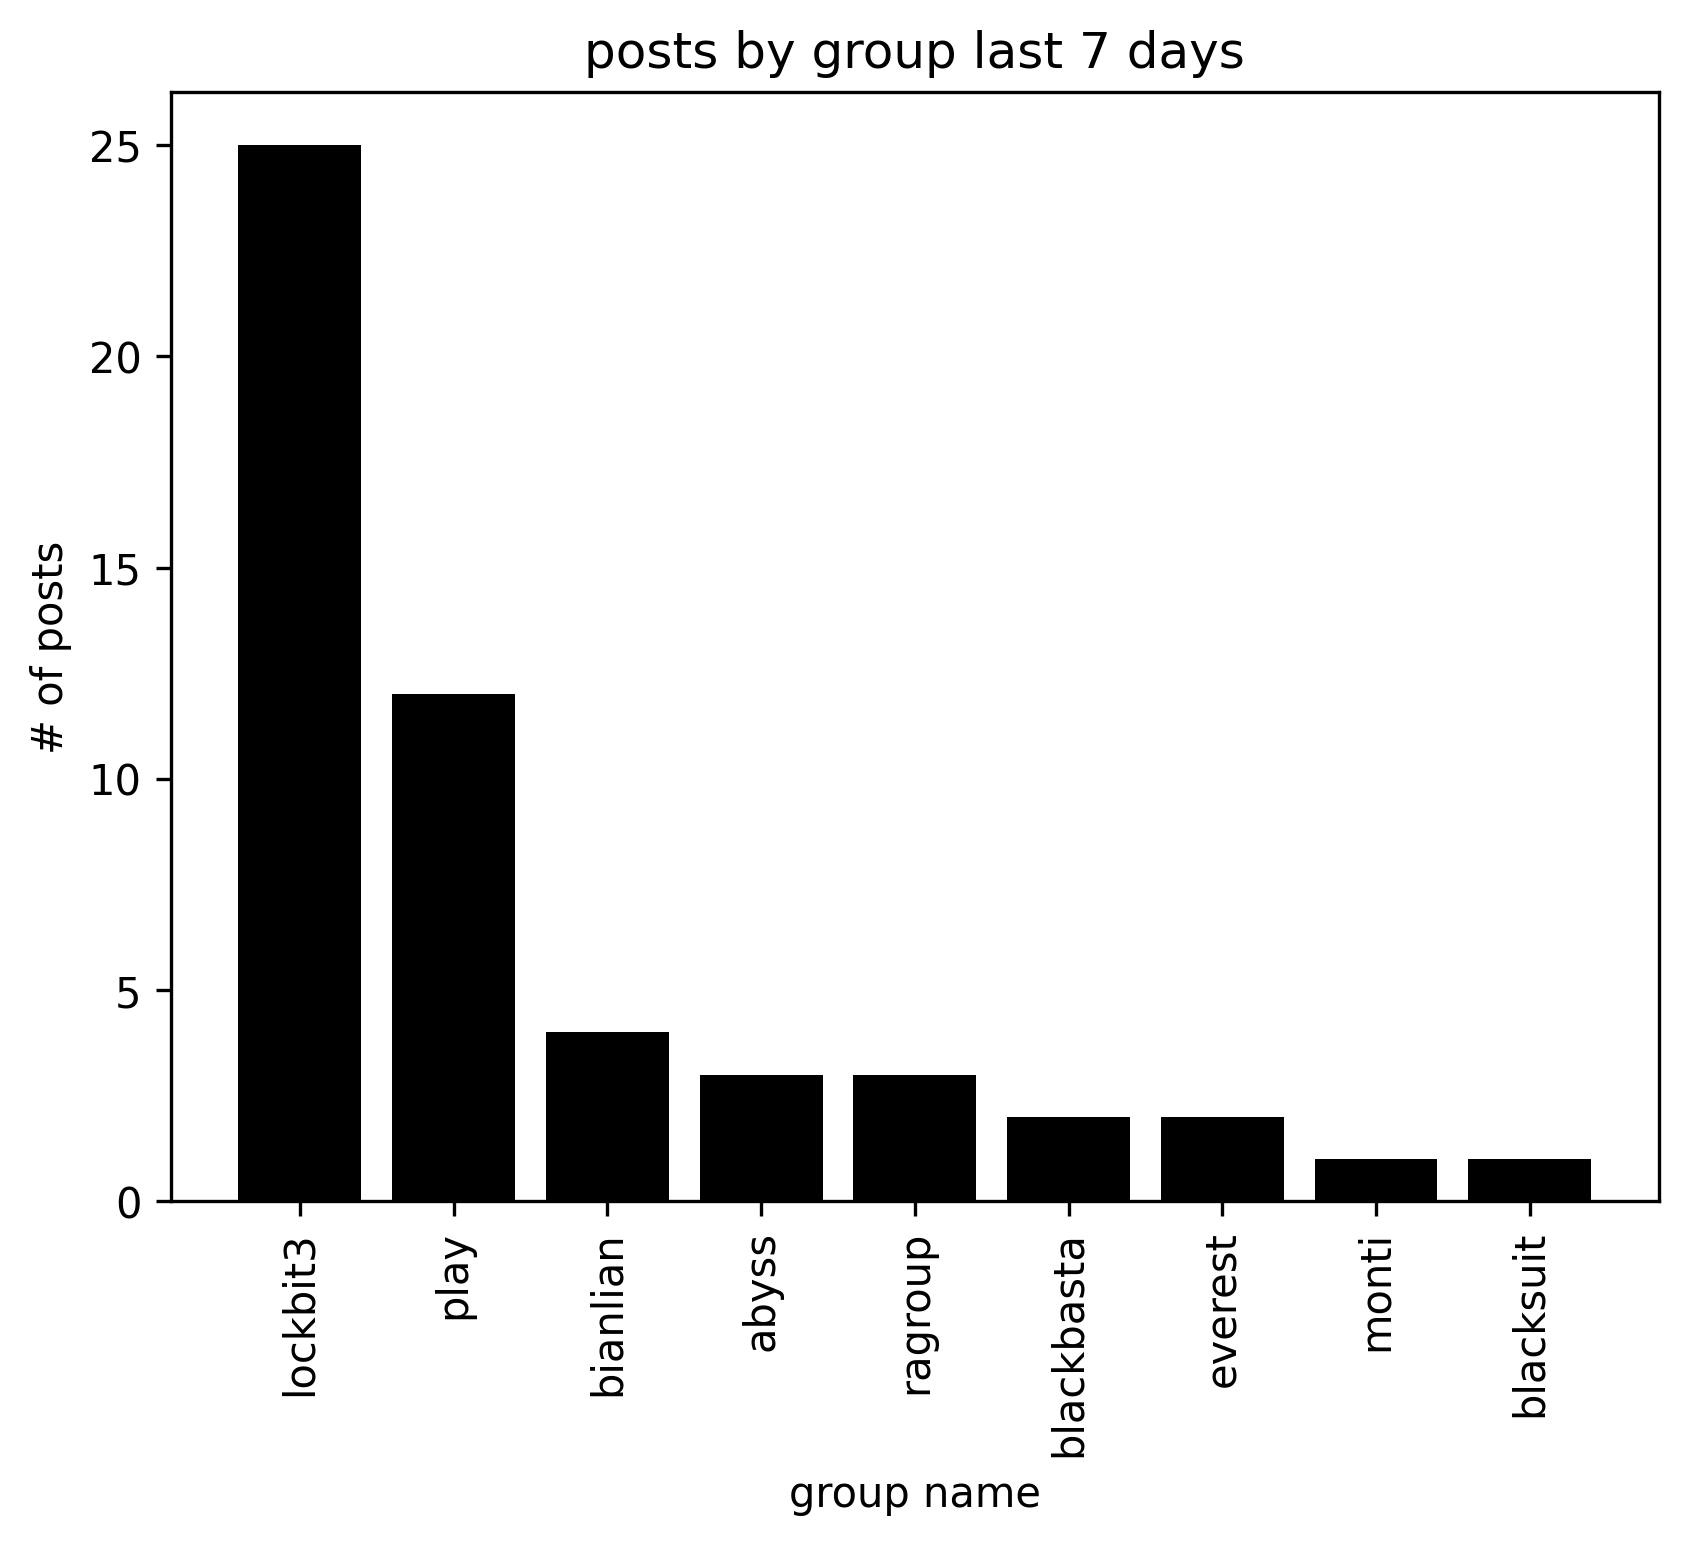 posts by group last 7 days
# of posts
25
20
15
10
5
0
lockbit3
play
bianlian
abyss
ragroup
blackbasta
everest
monti
blacksuit
group name